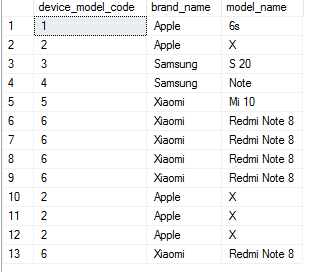 device_model_code brand_name model_name
1 1 Apple 6s
2 2 Apple X
3 3 Samsung S 20
4 4 Samsung Note
5 5 Xiaomi Mi 10
6 6 Xiaomi Redmi Note 8
7 6 Xiaomi Redmi Note 8
8 6 Xiaomi Redmi Note 8
9 6 Xiaomi Redmi Note 8
10 2 Apple X
11 2 Apple X
12 2 Apple X
13 6 Xiaomi Redmi Note 8